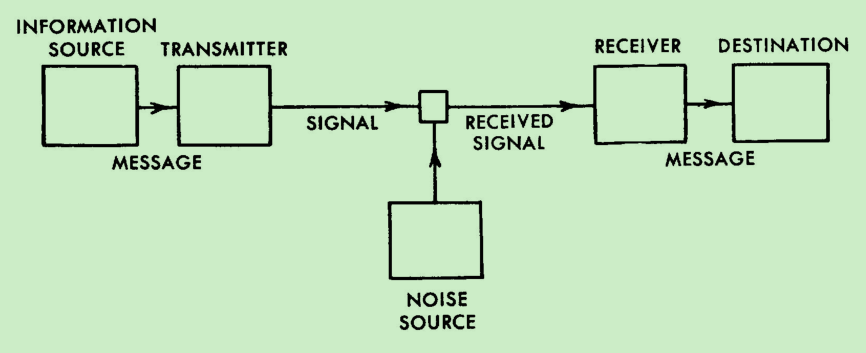 INFORMATION
SOURCE
TRANSMITTER
RECEIVER
DESTINATION
SIGNAL
RECEIVED
SIGNAL
MESSAGE
MESSAGE
NOISE
SOURCE